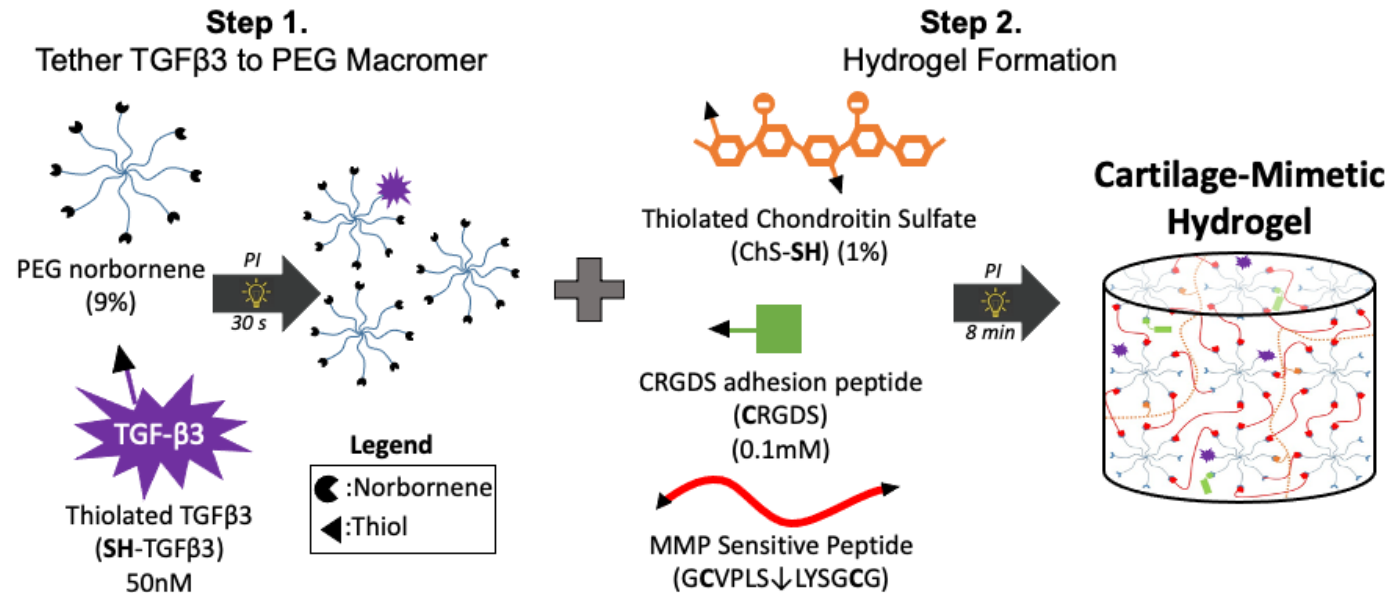 Step 1.
Tether TGFβ3 to PEG Macromer
PEG norbornene
(9%)
PI
30 s
TGF-β3
Thiolated TGFβ3
(SH-TGFβ3)
50nM
Legend
:Norbornene
:Thiol
Step 2.
Hydrogel Formation
Thiolated Chondroitin Sulfate
(ChS-SH) (1%)
CRGDS adhesion peptide
(CRGDS)
(0.1mM)
MMP Sensitive Peptide
(GCVPLS↓LYSGCG)
PI
8 min
Cartilage-Mimetic
Hydrogel